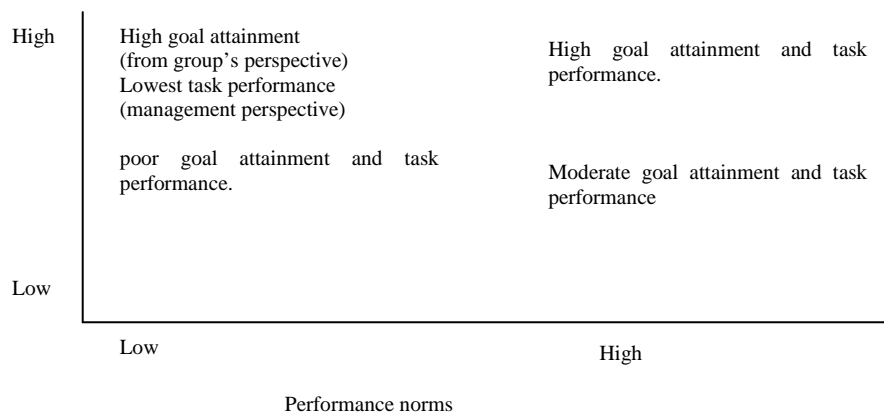 High
High goal attainment
(from group's perspective)
Lowest task performance
(management perspective)
High goal attainment and task
performance.
poor goal attainment and task
performance.
Moderate goal attainment and task
performance
Low
Low
High
Performance norms